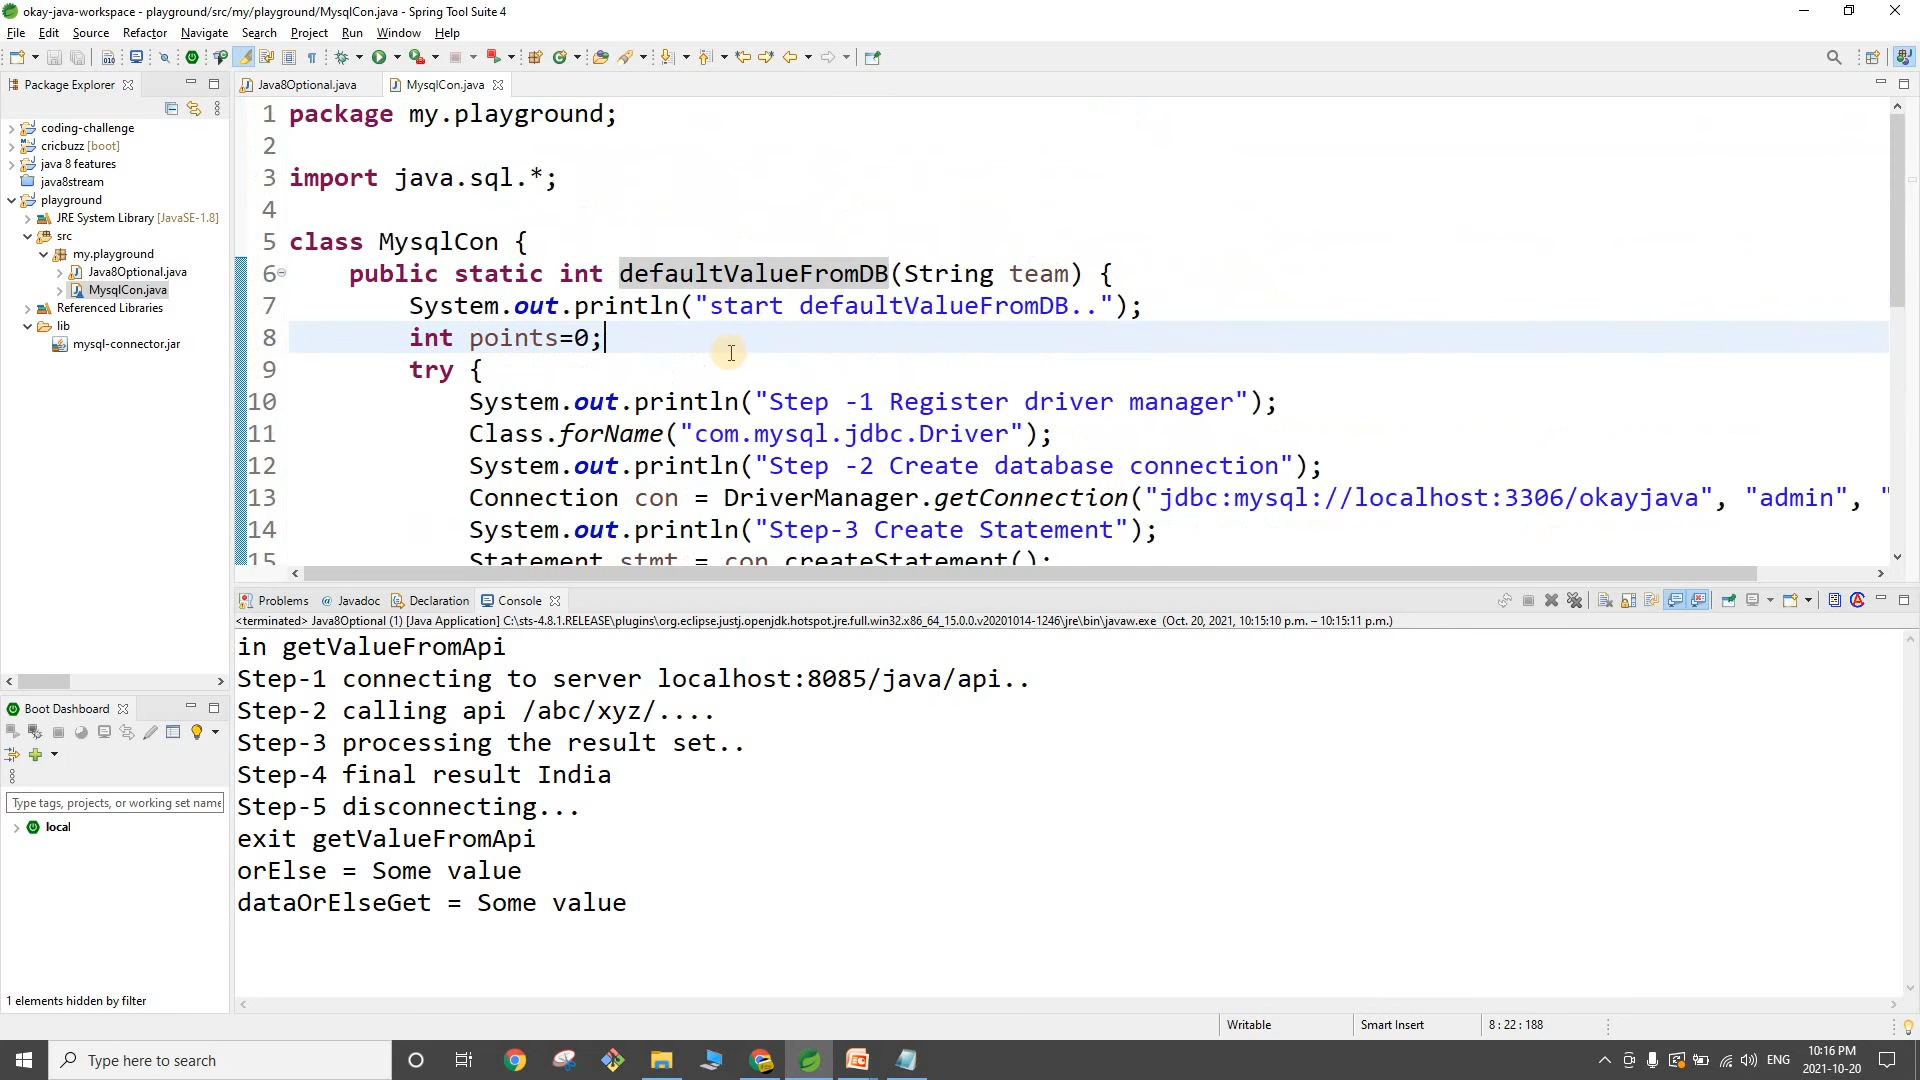 okay-java-workspace - playground/src/my/playground/MysqlCon.java - Spring Tool Suite 4
File Edit Source Refactor Navigate Search Project Run Window Help
Package Explorer
Java8Optional.java
MysqlCon.java
coding-challenge
cricbuzz [boot]
java 8 features
java8stream
playground
JRE System Library [JavaSE-1.8]
src
my.playground
Java8Optional.java
MysqlCon.java
Referenced Libraries
lib
mysql-connector.jar
1 package my.playground;
2
3 import java.sql.*;
4
5 class MysqlCon {
6 public static int defaultValueFromDB(String team) {
7 System.out.println("start defaultValueFromDB..");
8 int points=0;
9 try {
10 System.out.println("Step -1 Register driver manager");
11 Class.forName("com.mysql.jdbc.Driver");
12 System.out.println("Step -2 Create database connection");
13 Connection con = DriverManager.getConnection("jdbc:mysql://localhost:3306/okayjava", "admin", "
14 System.out.println("Step-3 Create Statement");
15 Statement stmt = con.createStatement();
Problems @ Javadoc Declaration Console
<terminated> Java8Optional (1) [Java Application] C:\sts-4.8.1.RELEASE\plugins\org.eclipse.justj.openjdk.hotspot.jre.full.win32.x86_64_15.0.0.v20201014-1246\jre\bin\javaw.exe (Oct. 20, 2021, 10:15:10 p.m. – 10:15:11 p.m.)
in getValueFromApi
Step-1 connecting to server localhost:8085/java/api..
Step-2 calling api /abc/xyz/....
Step-3 processing the result set..
Step-4 final result India
Step-5 disconnecting...
exit getValueFromApi
orElse = Some value
dataOrElseGet = Some value
Boot Dashboard
Type tags, projects, or working set name
local
1 elements hidden by filter
Writable
Smart Insert
8 : 22 : 188
Type here to search
ENG
10:16 PM
2021-10-20